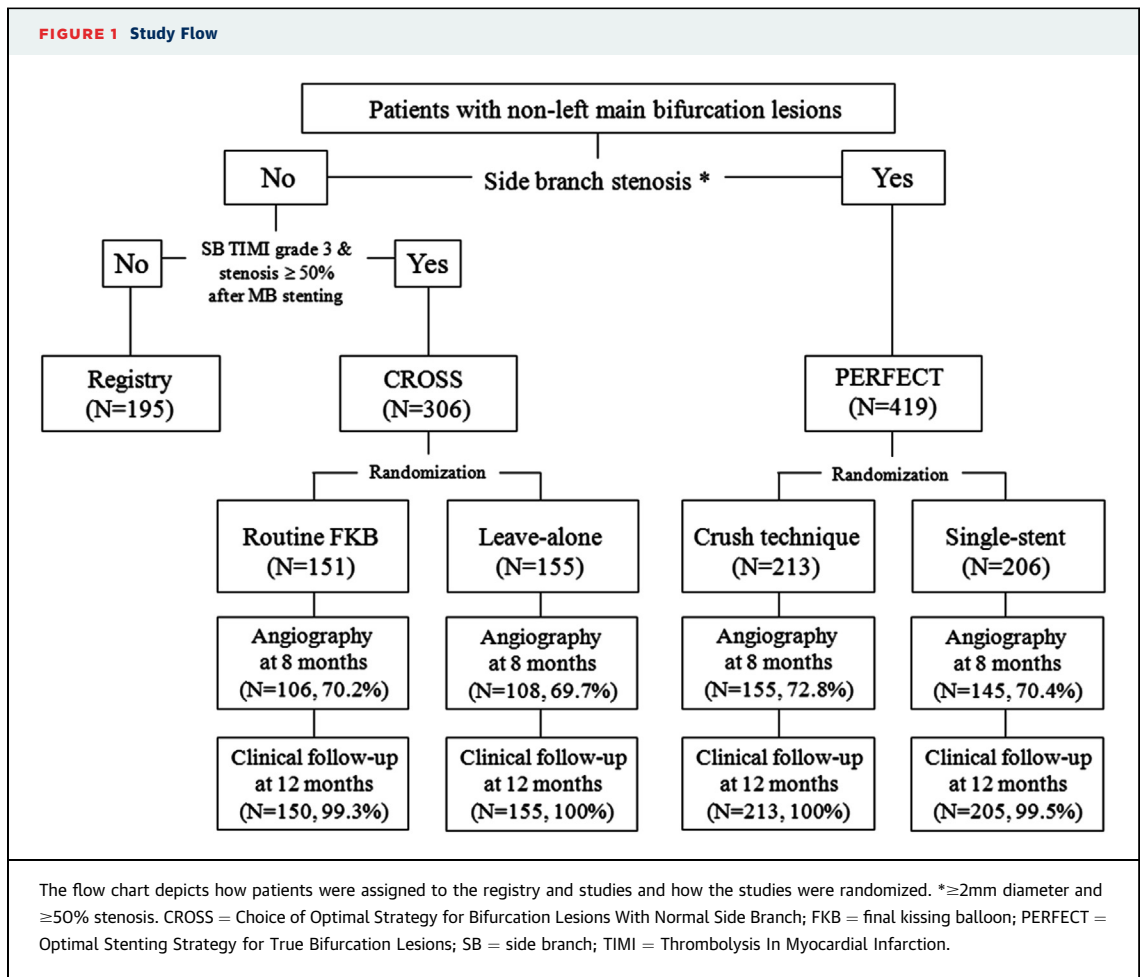 FIGURE 1 Study Flow
Patients with non-left main bifurcation lesions
No
Side branch stenosis *
Yes
No
SB TIMI grade 3 &
stenosis ≥ 50%
after MB stenting
Yes
Registry
(N=195)
CROSS
(N=306)
PERFECT
(N=419)
Randomization
Randomization
Routine FKB
(N=151)
Leave-alone
(N=155)
Crush technique
(N=213)
Single-stent
(N=206)
Angiography
at 8 months
(N=106, 70.2%)
Angiography
at 8 months
(N=108, 69.7%)
Angiography
at 8 months
(N=155, 72.8%)
Angiography
at 8 months
(N=145, 70.4%)
Clinical follow-up
at 12 months
(N=150, 99.3%)
Clinical follow-up
at 12 months
(N=155, 100%)
Clinical follow-up
at 12 months
(N=213, 100%)
Clinical follow-up
at 12 months
(N=205, 99.5%)
The flow chart depicts how patients were assigned to the registry and studies and how the studies were randomized. *≥2mm diameter and
≥50% stenosis. CROSS = Choice of Optimal Strategy for Bifurcation Lesions With Normal Side Branch; FKB = final kissing balloon; PERFECT =
Optimal Stenting Strategy for True Bifurcation Lesions; SB = side branch; TIMI = Thrombolysis In Myocardial Infarction.